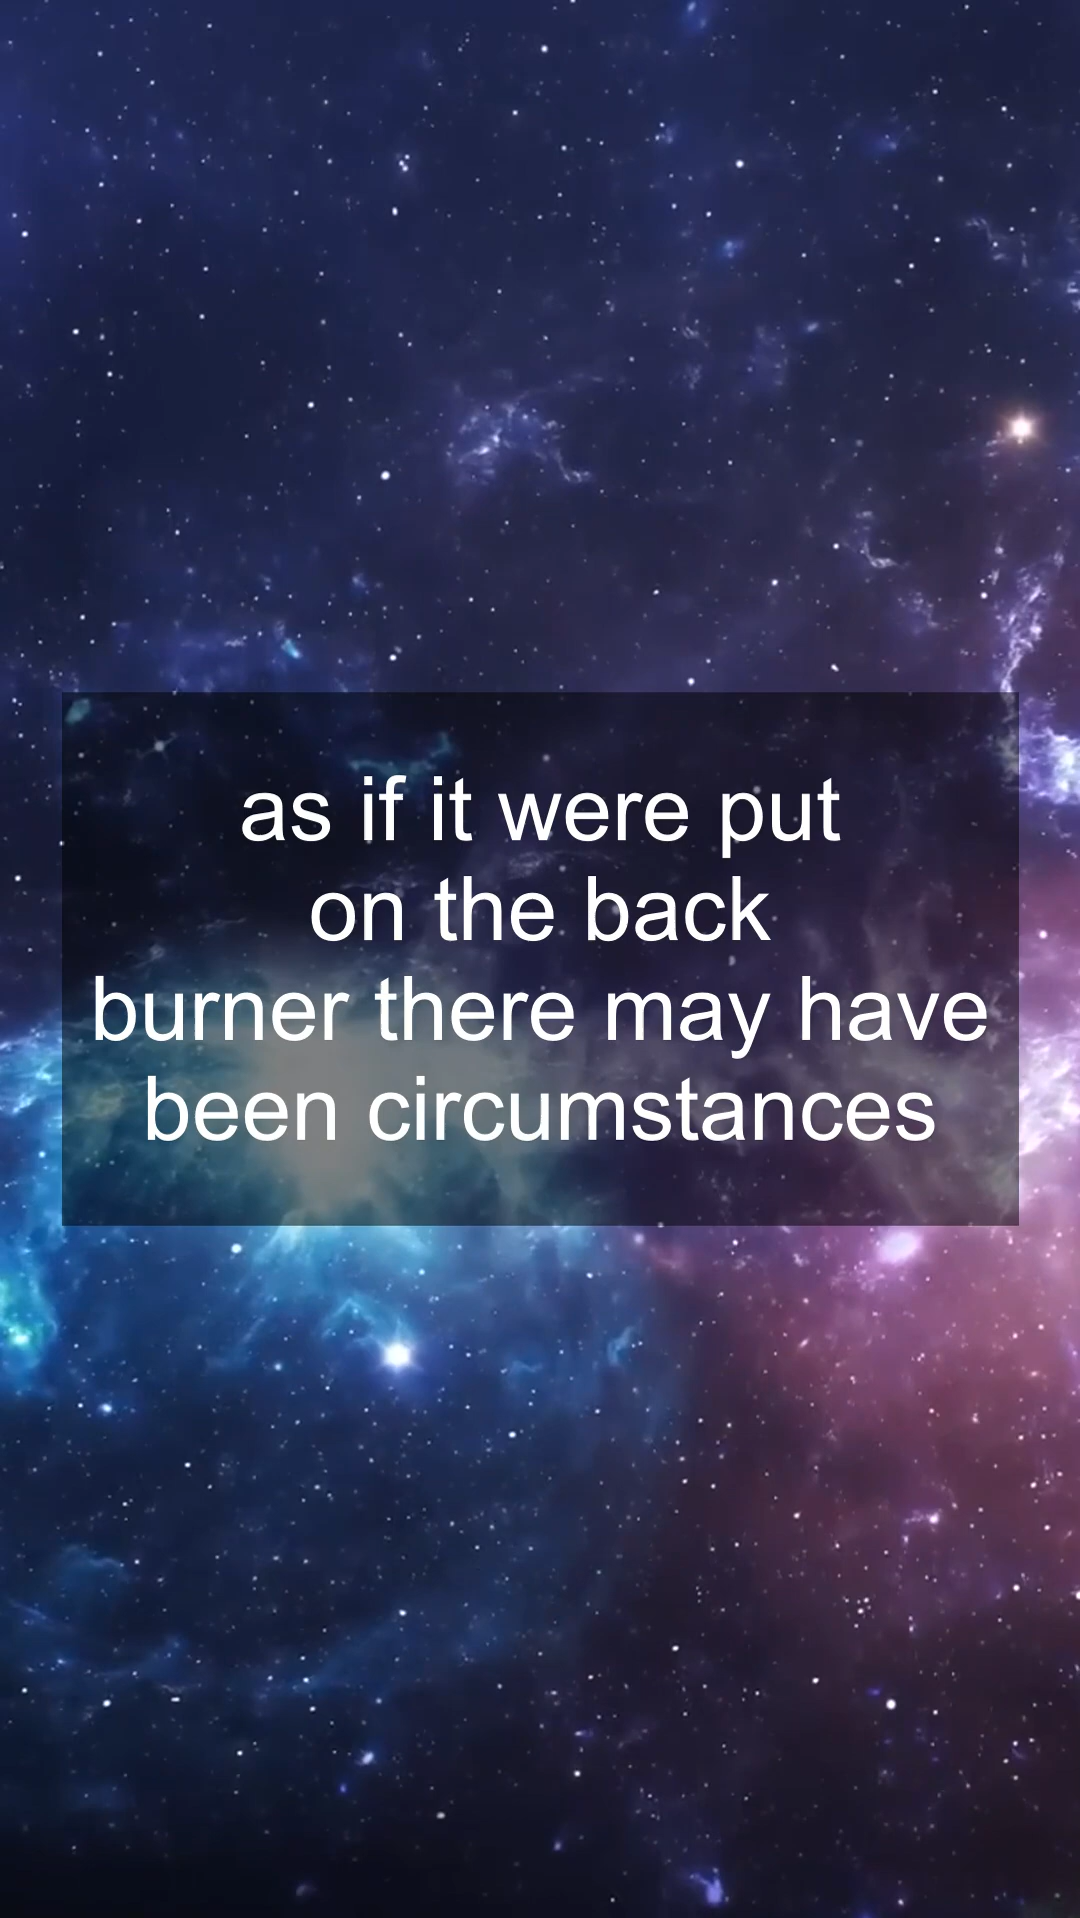 as if it were put
on the back
burner there may have
been circumstances